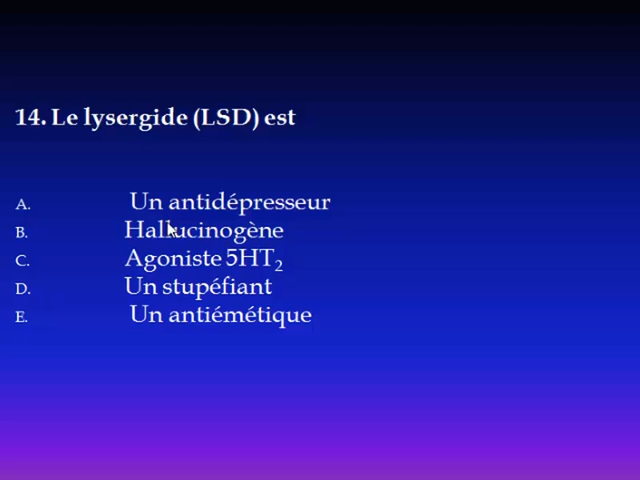 14. Le lysergide (LSD) est
A. Un antidépresseur
B. Hallucinogène
C. Agoniste 5HT₂
D. Un stupéfiant
E. Un antiémétique